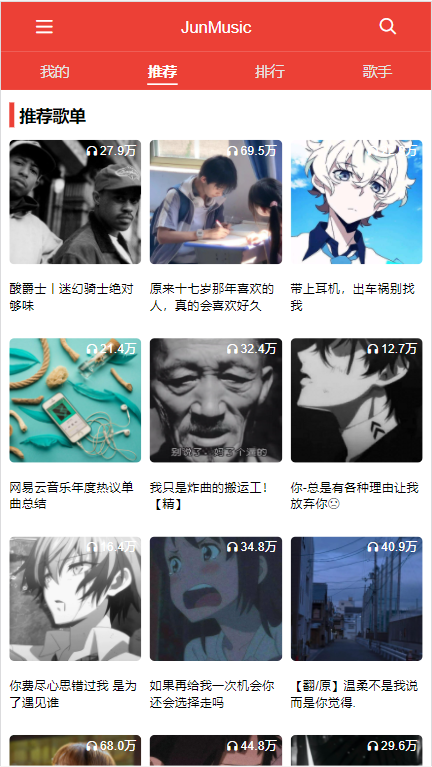 JunMusic
我的 推荐 排行 歌手
推荐歌单
27.9万 69.5万 万
酸爵士丨迷幻骑士绝对
够味
原来十七岁那年喜欢的
人，真的会喜欢好久
带上耳机，出车祸别找
我
21.4万 32.4万 12.7万
别说了，妈了个逼的
网易云音乐年度热议单
曲总结
我只是炸曲的搬运工！
【精】
你-总是有各种理由让我
放弃你☹
16.4万 34.8万 40.9万
你费尽心思错过我 是为
了遇见谁
如果再给我一次机会你
还会选择走吗
【翻/原】温柔不是我说
而是你觉得.
68.0万 44.8万 29.6万